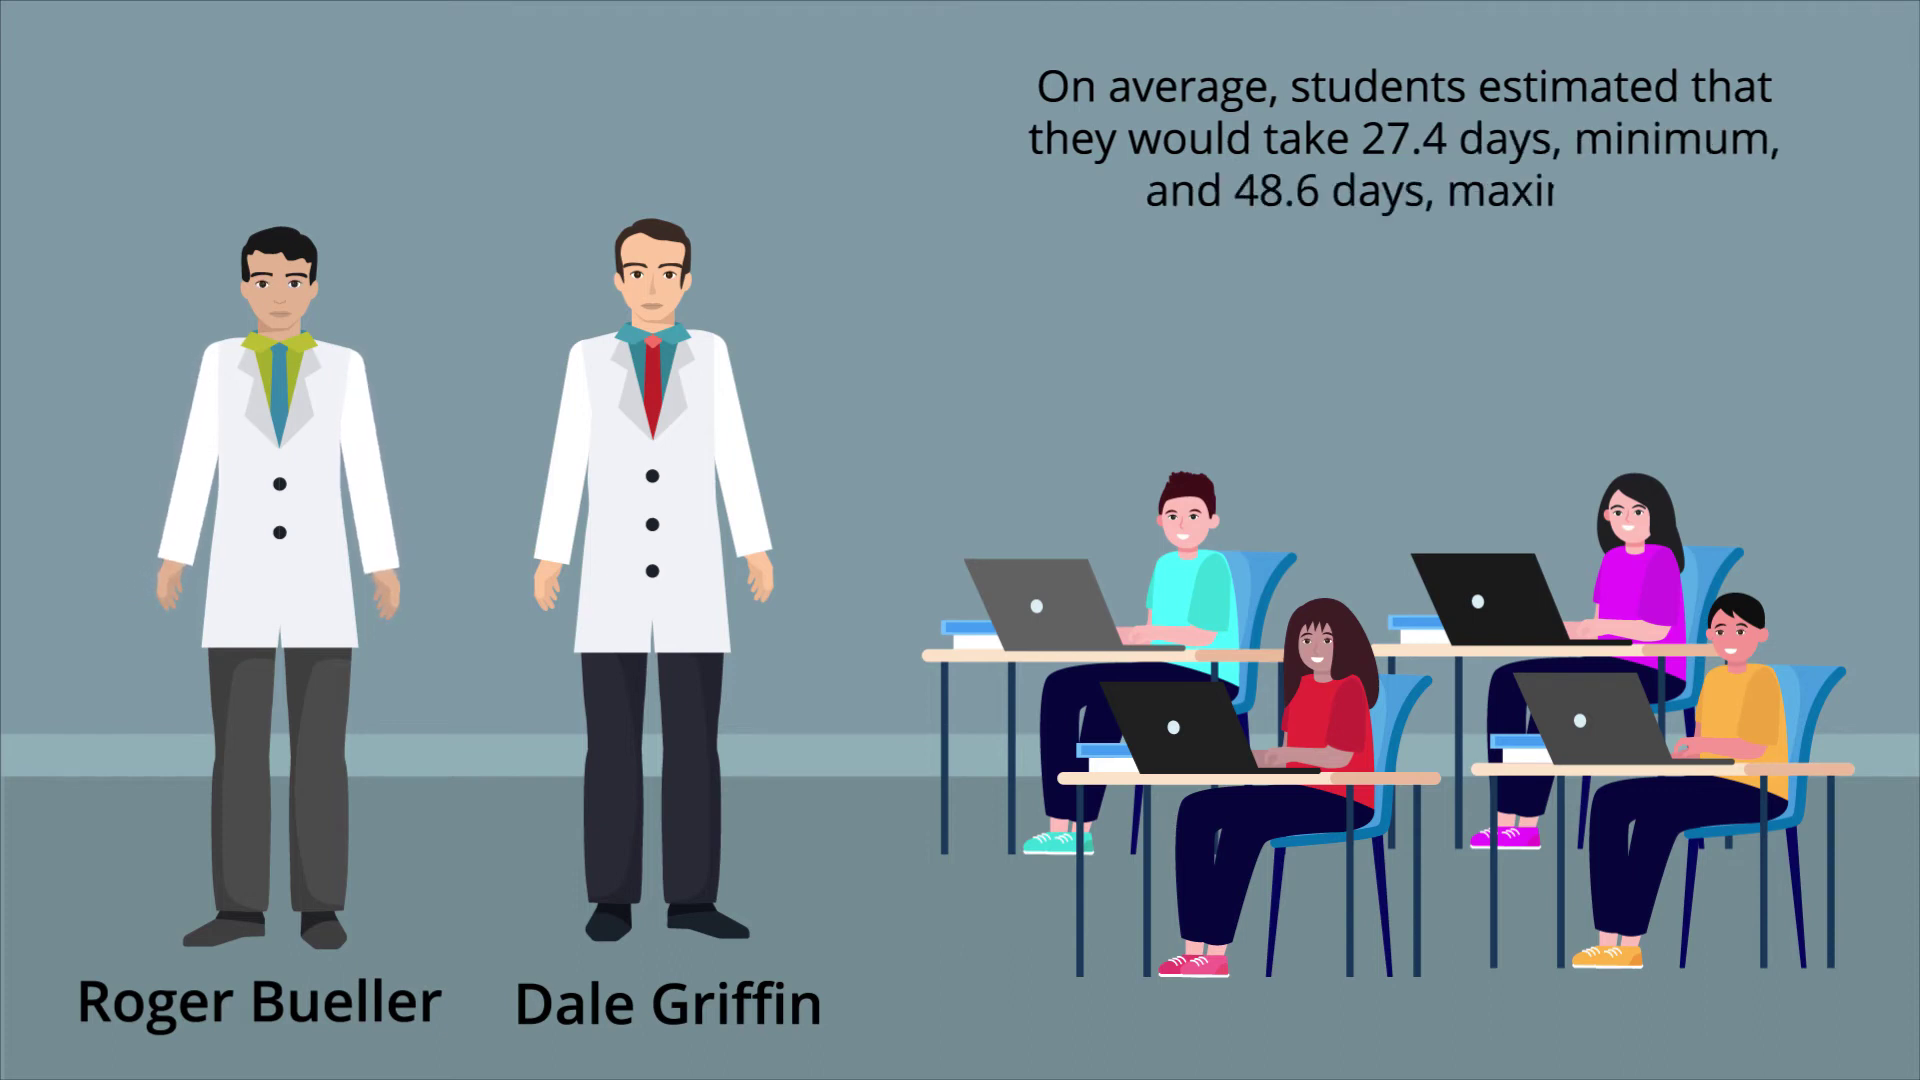 On average, students estimated that
they would take 27.4 days, minimum,
and 48.6 days, maxi
Roger Bueller
Dale Griffin